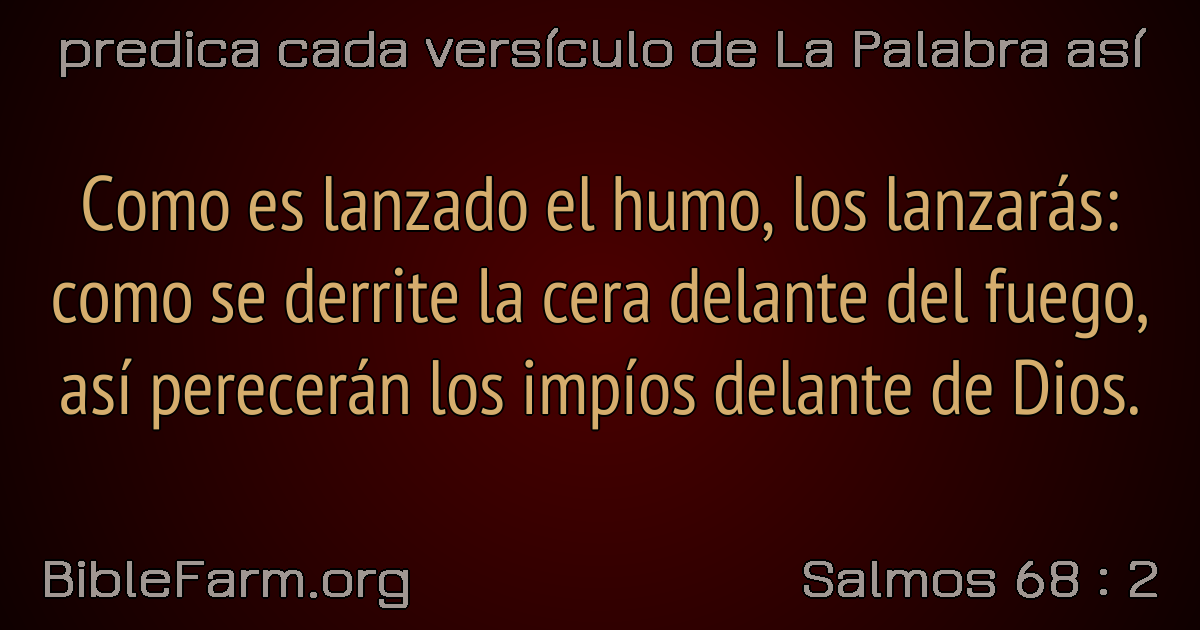 predica cada versículo de La Palabra así
Como es lanzado el humo, los lanzarás:
como se derrite la cera delante del fuego,
así perecerán los impíos delante de Dios.
BibleFarm.org
Salmos 68 : 2